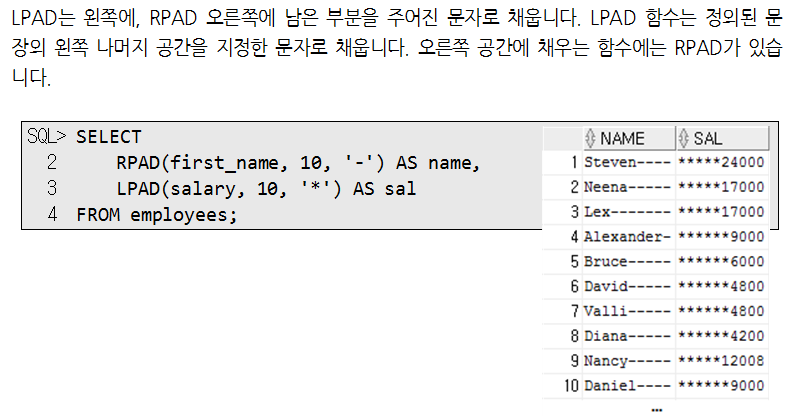 LPAD는 왼쪽에, RPAD 오른쪽에 남은 부분을 주어진 문자로 채웁니다. LPAD 함수는 정의된 문
장의 왼쪽 나머지 공간을 지정한 문자로 채웁니다. 오른쪽 공간에 채우는 함수에는 RPAD가 있습
니다.
SQL> SELECT
2 RPAD(first_name, 10, '-') AS name,
3 LPAD(salary, 10, '*') AS sal
4 FROM employees;
NAME SAL
1 Steven---- *****24000
2 Neena----- *****17000
3 Lex------- *****17000
4 Alexander- ******9000
5 Bruce----- ******6000
6 David----- ******4800
7 Valli----- ******4800
8 Diana----- ******4200
9 Nancy----- *****12008
10 Daniel---- ******9000
...